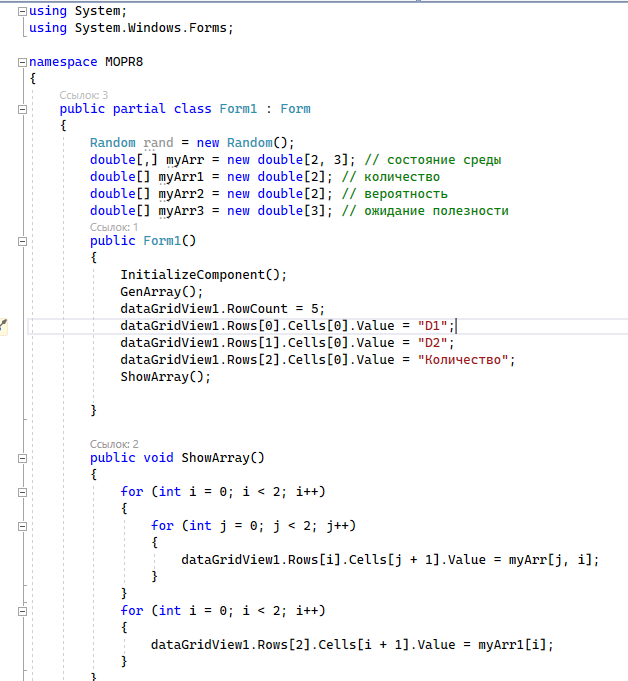 using System;
using System.Windows.Forms;
namespace MOPR8
{
Ссылок: 3
public partial class Form1 : Form
{
Random rand = new Random();
double[,] myArr = new double[2, 3]; // состояние среды
double[] myArr1 = new double[2]; // количество
double[] myArr2 = new double[2]; // вероятность
double[] myArr3 = new double[3]; // ожидание полезности
Ссылок: 1
public Form1()
{
InitializeComponent();
GenArray();
dataGridView1.RowCount = 5;
dataGridView1.Rows[0].Cells[0].Value = "D1";
dataGridView1.Rows[1].Cells[0].Value = "D2";
dataGridView1.Rows[2].Cells[0].Value = "Количество";
ShowArray();
}
Ссылок: 2
public void ShowArray()
{
for (int i = 0; i < 2; i++)
{
for (int j = 0; j < 2; j++)
{
dataGridView1.Rows[i].Cells[j + 1].Value = myArr[j, i];
}
}
for (int i = 0; i < 2; i++)
{
dataGridView1.Rows[2].Cells[i + 1].Value = myArr1[i];
}
}